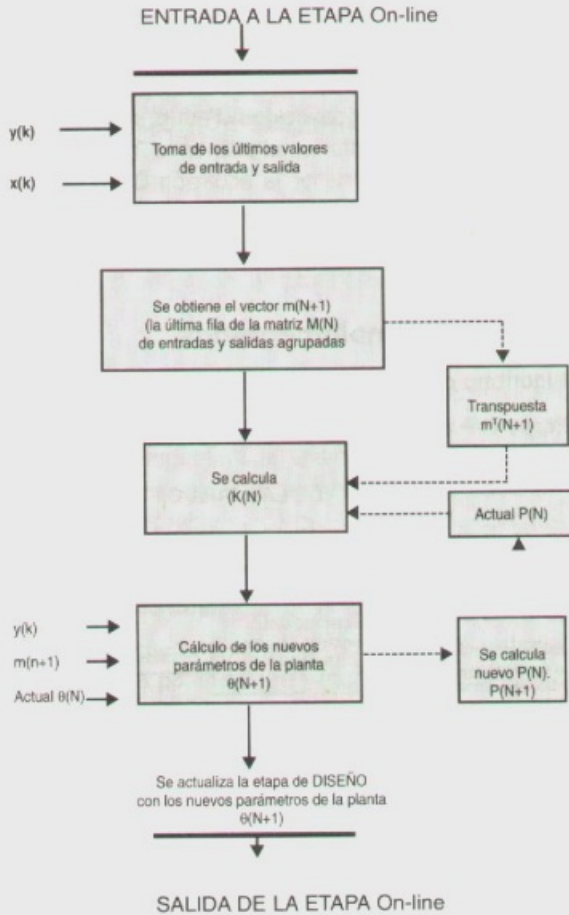 ENTRADA A LA ETAPA On-line
y(k)
x(k)
Toma de los últimos valores
de entrada y salida
Se obtiene el vector m(N+1)
(la última fila de la matriz M(N)
de entradas y salidas agrupadas
Transpuesta
mᵀ(N+1)
Se calcula
(K(N)
Actual P(N)
y(k)
m(n+1)
Actual θ(N)
Cálculo de los nuevos
parámetros de la planta
θ(N+1)
Se calcula
nuevo P(N).
P(N+1)
Se actualiza la etapa de DISEÑO
con los nuevos parámetros de la planta
θ(N+1)
SALIDA DE LA ETAPA On-line